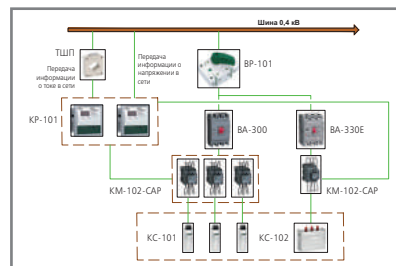 Шина 0,4 кВ
ТШП
Передача
информации
о токе в сети
Передача
информации о
напряжении в
сети
ВР-101
КР-101
ВА-300
ВА-330Е
КМ-102-САР
КМ-102-САР
КС-101
КС-102